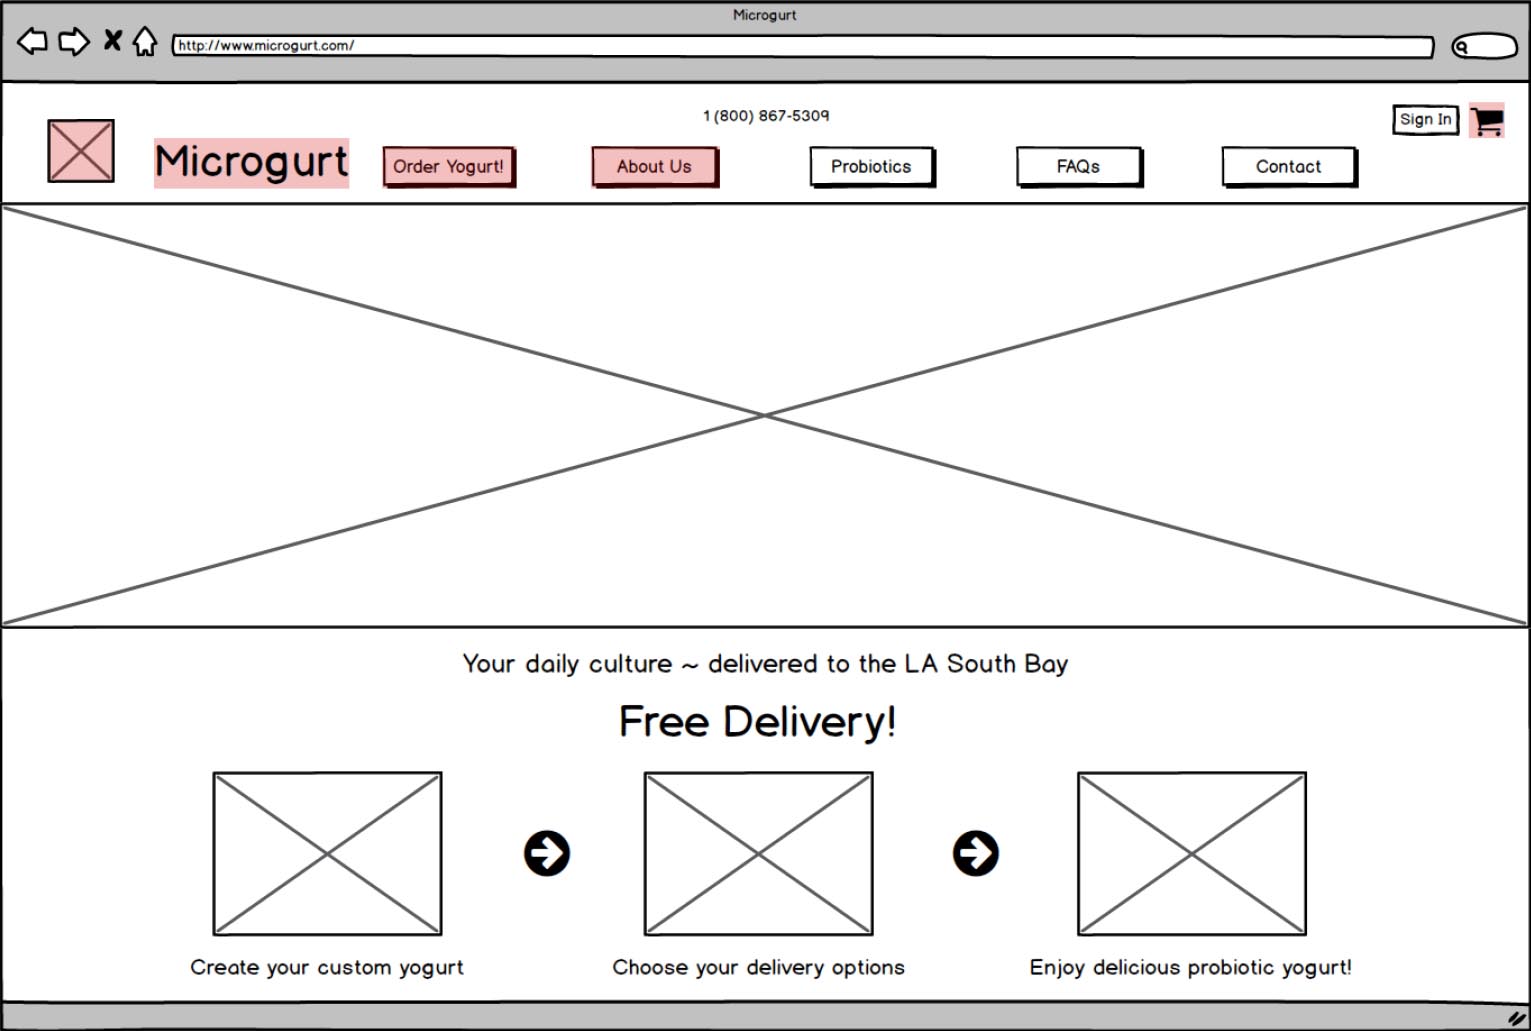 Microgurt
http://www.microgurt.com/
1 (800) 867-5309
Sign In
Microgurt
Order Yogurt!
About Us
Probiotics
FAQs
Contact
Your daily culture ~ delivered to the LA South Bay
Free Delivery!
Create your custom yogurt
Choose your delivery options
Enjoy delicious probiotic yogurt!